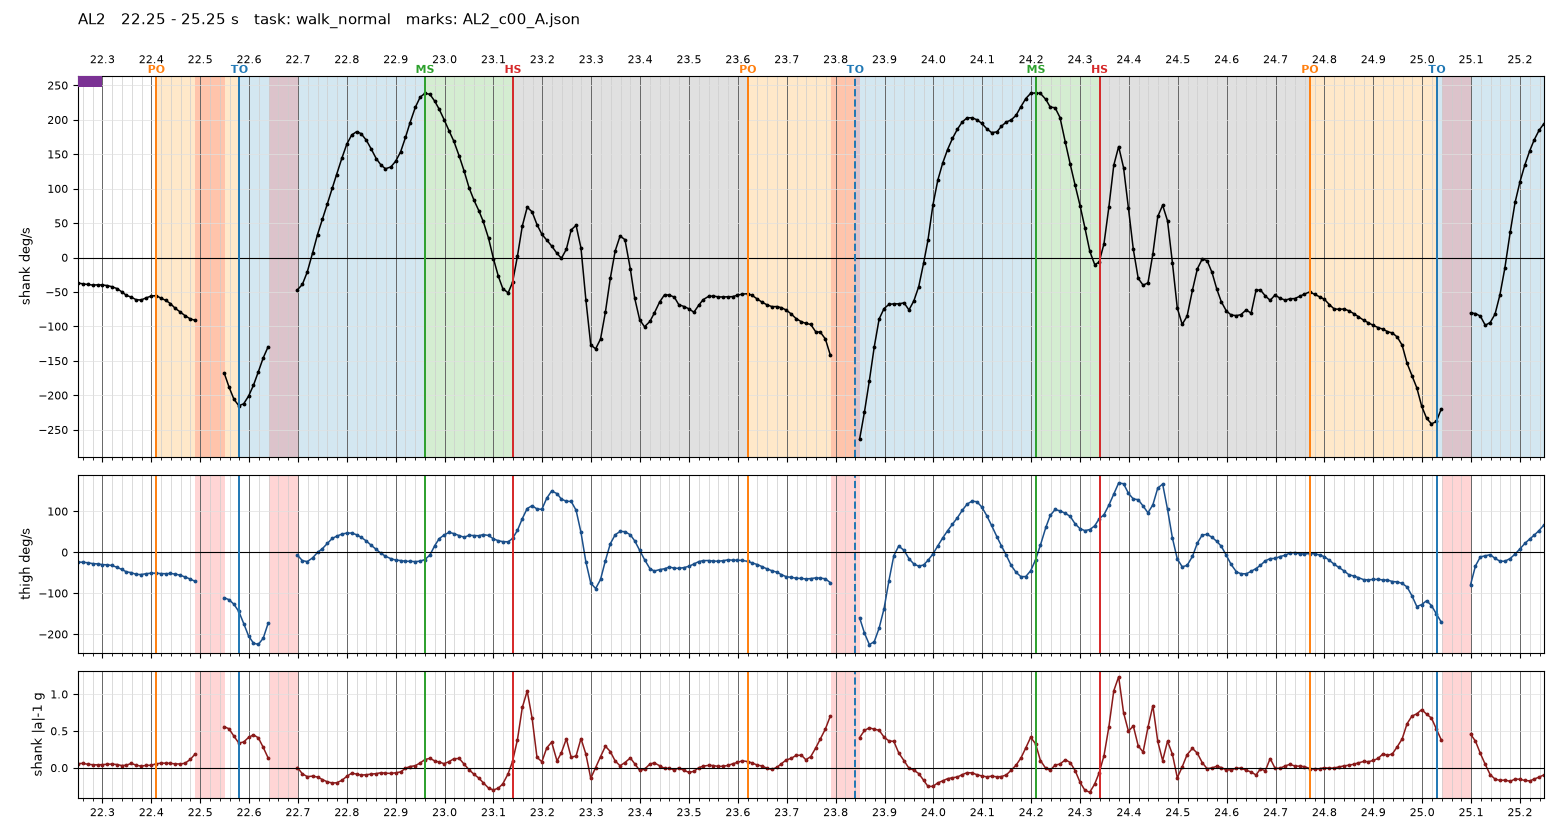 AL2 22.25 - 25.25 s task: walk_normal marks: AL2_c00_A.json
22.3 22.4 22.5 22.6 22.7 22.8 22.9 23.0 23.1 23.2 23.3 23.4 23.5 23.6 23.7 23.8 23.9 24.0 24.1 24.2 24.3 24.4 24.5 24.6 24.7 24.8 24.9 25.0 25.1 25.2
PO TO MS HS PO TO MS HS PO TO
250
200
150
100
50
0
−50
−100
−150
−200
−250
shank deg/s
100
0
−100
−200
thigh deg/s
1.0
0.5
0.0
shank |a|-1 g
22.3 22.4 22.5 22.6 22.7 22.8 22.9 23.0 23.1 23.2 23.3 23.4 23.5 23.6 23.7 23.8 23.9 24.0 24.1 24.2 24.3 24.4 24.5 24.6 24.7 24.8 24.9 25.0 25.1 25.2